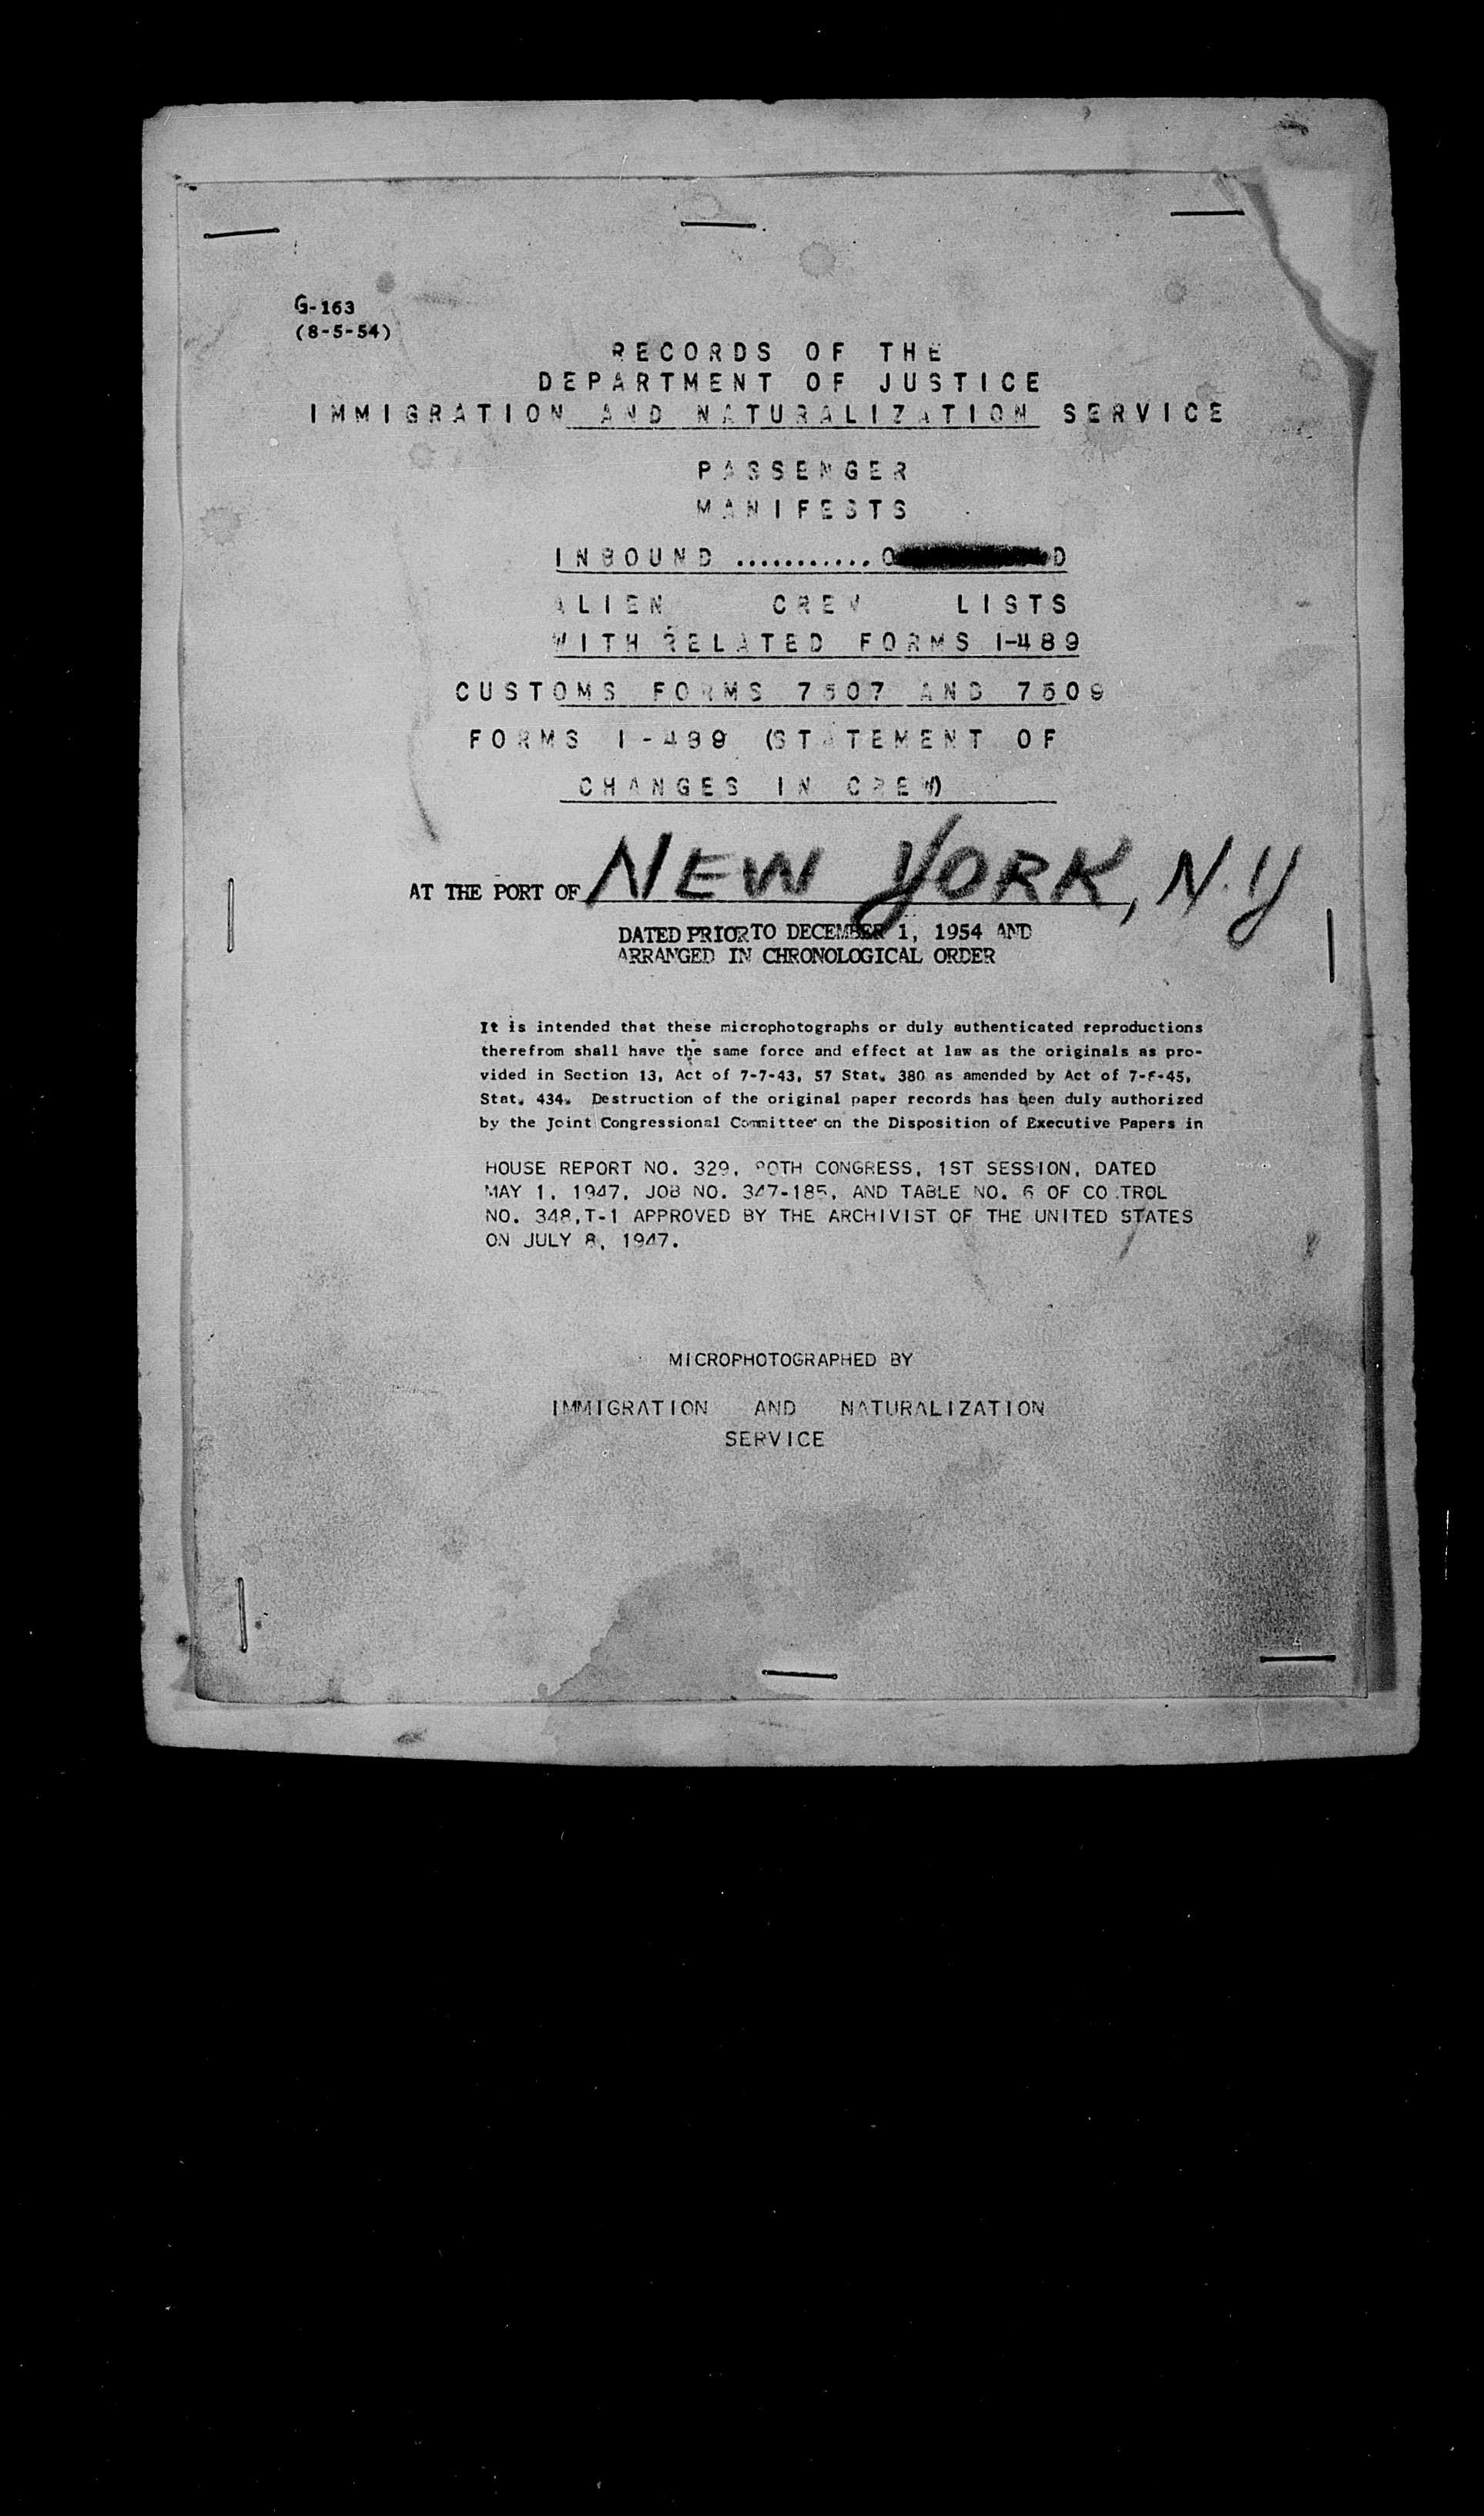 G-163
(8-5-54)
RECORDS OF THE
DEPARTMENT OF JUSTICE
IMMIGRATION AND NATURALIZATION SERVICE
PASSENGER
MANIFESTS
INBOUND ...........O D
ALIEN CREW LISTS
WITH RELATED FORMS I-489
CUSTOMS FORMS 7507 AND 7509
FORMS I-489 (STATEMENT OF
CHANGES IN CREW)
AT THE PORT OF NEW YORK, N.Y
DATED PRIOR TO DECEMBER 1, 1954 AND
ARRANGED IN CHRONOLOGICAL ORDER
It is intended that these microphotographs or duly authenticated reproductions
therefrom shall have the same force and effect at law as the originals as pro-
vided in Section 13, Act of 7-7-43, 57 Stat. 380 as amended by Act of
Stat. 434. Destruction of the original paper records has been duly authorized
by the Joint Congressional Committee on the Disposition of Executive Papers in
HOUSE REPORT NO. 329, 80TH CONGRESS, 1ST SESSION, DATED
MAY 1, 1947, JOB NO. 347-185, AND TABLE NO. 6 OF CO TROL
NO. 348,T-1 APPROVED BY THE ARCHIVIST OF THE UNITED STATES
ON JULY 8, 1947.
MICROPHOTOGRAPHED BY
IMMIGRATION AND NATURALIZATION
SERVICE